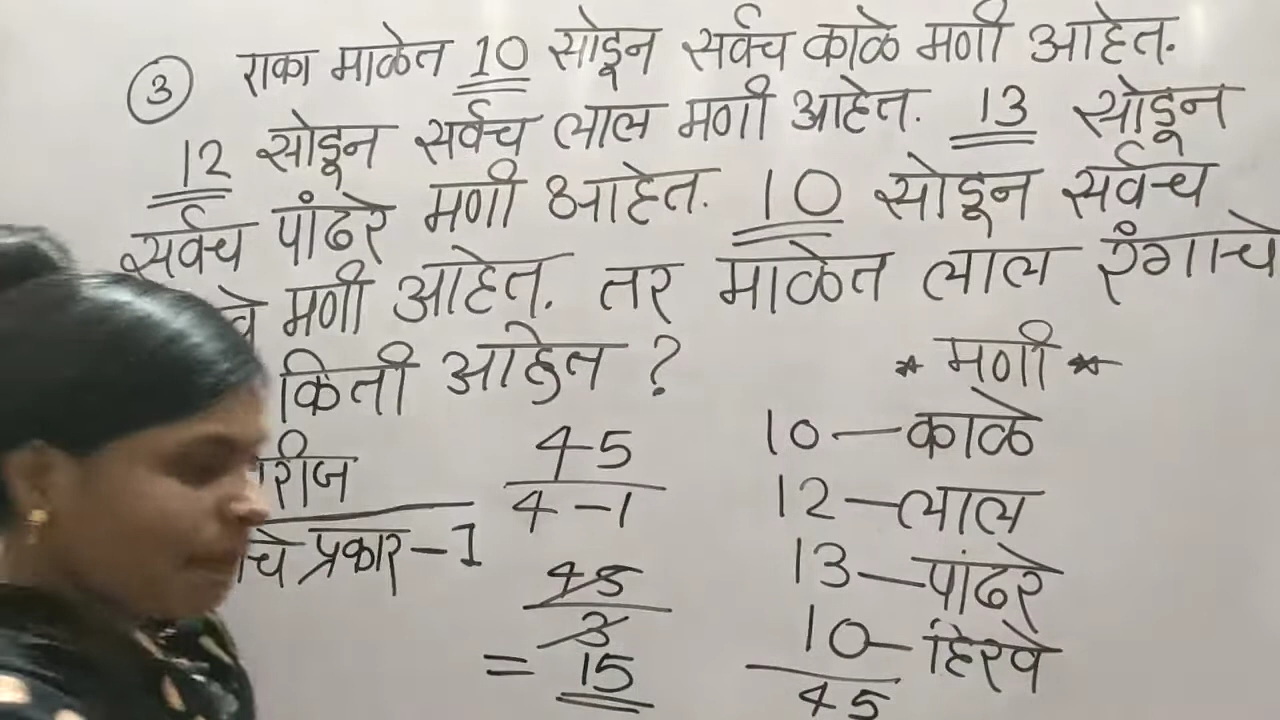 ③ राका माळेत 10 सोडून सर्वच काळे मणी आहेत.
12 सोडून सर्वच लाल मणी आहेत. 13 सोडून
सर्वच पांढरे मणी आहेत. 10 सोडून सर्वच
वे मणी आहेत. तर माळेत लाल रंगाचे
किती आहेत ?
* मणी *
रीज
चे प्रकार - 1
45
4 - 1
45
3
= 15
10 — काळे
12 — लाल
13 — पांढरे
10 — हिरवे
45